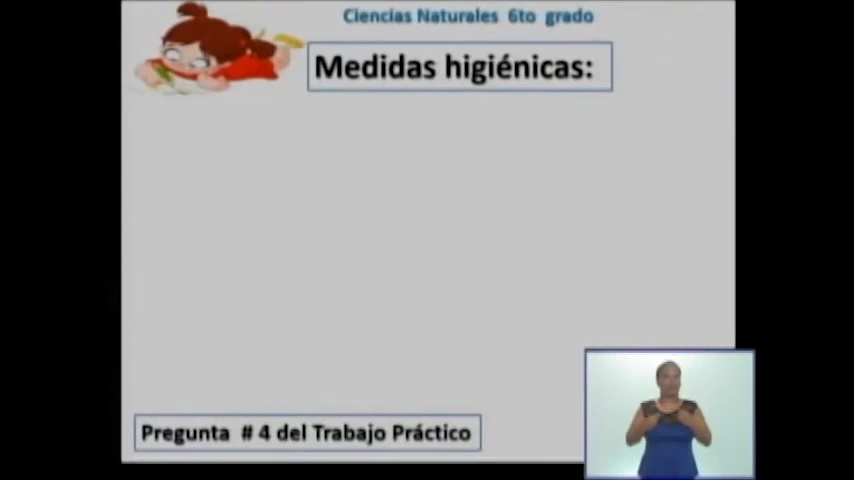 Ciencias Naturales 6to grado
Medidas higiénicas:
Pregunta # 4 del Trabajo Práctico